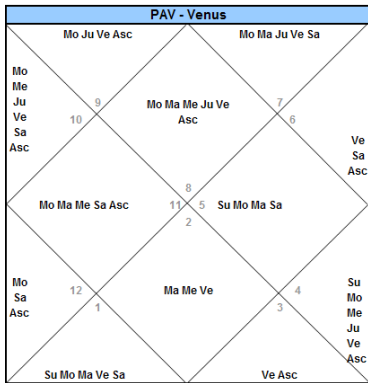 PAV - Venus
Mo Ju Ve Asc
Mo Ma Ju Ve Sa
Mo
Me
Ju
Ve
Sa
Asc
9
10
Mo Ma Me Ju Ve
Asc
7
6
Ve
Sa
Asc
Mo Ma Me Sa Asc
8
11
5
2
Su Mo Ma Sa
Mo
Sa
Asc
12
1
Ma Me Ve
4
3
Su
Mo
Me
Ju
Ve
Asc
Su Mo Ma Ve Sa
Ve Asc